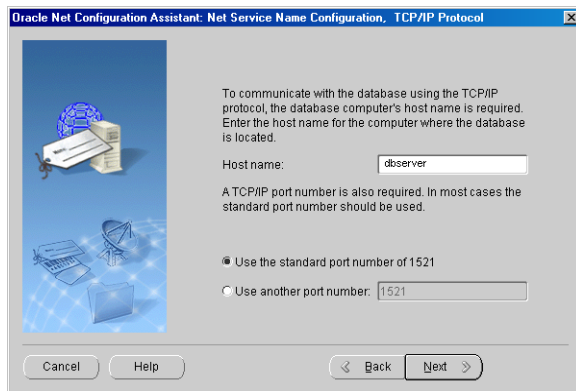 Oracle Net Configuration Assistant: Net Service Name Configuration, TCP/IP Protocol
To communicate with the database using the TCP/IP
protocol, the database computer's host name is required.
Enter the host name for the computer where the database
is located.
Host name: dbserver
A TCP/IP port number is also required. In most cases the
standard port number should be used.
Use the standard port number of 1521
Use another port number: 1521
Cancel Help Back Next